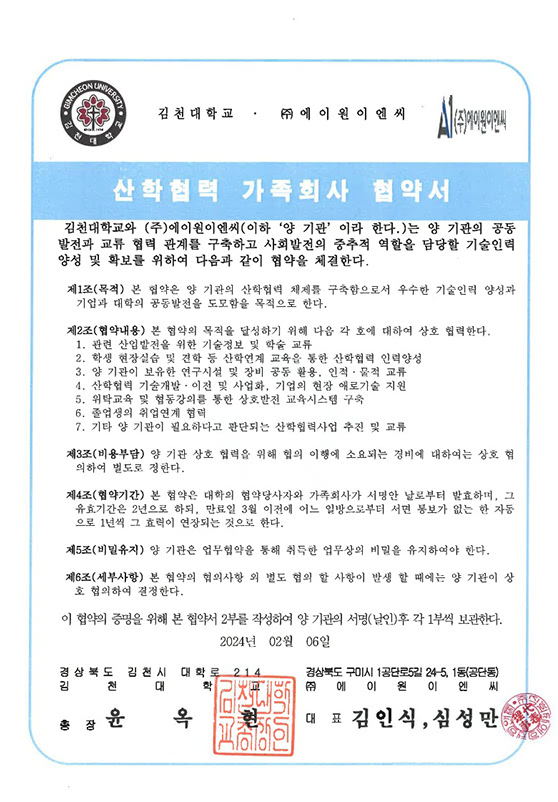 GIMCHEON UNIVERSITY
김천대학교
김천대학교 · ㈜에이원이엔씨
A1 (주)에이원이엔씨
산학협력 가족회사 협약서
김천대학교와 (주)에이원이엔씨(이하 '양 기관' 이라 한다.)는 양 기관의 공동
발전과 교류 협력 관계를 구축하고 사회발전의 중추적 역할을 담당할 기술인력
양성 및 확보를 위하여 다음과 같이 협약을 체결한다.
제1조(목적) 본 협약은 양 기관의 산학협력 체제를 구축함으로서 우수한 기술인력 양성과
기업과 대학의 공동발전을 도모함을 목적으로 한다.
제2조(협약내용) 본 협약의 목적을 달성하기 위해 다음 각 호에 대하여 상호 협력한다.
1. 관련 산업발전을 위한 기술정보 및 학술 교류
2. 학생 현장실습 및 견학 등 산학연계 교육을 통한 산학협력 인력양성
3. 양 기관이 보유한 연구시설 및 장비 공동 활용, 인적·물적 교류
4. 산학협력 기술개발·이전 및 사업화, 기업의 현장 애로기술 지원
5. 위탁교육 및 협동강의를 통한 상호발전 교육시스템 구축
6. 졸업생의 취업연계 협력
7. 기타 양 기관이 필요하다고 판단되는 산학협력사업 추진 및 교류
제3조(비용부담) 양 기관 상호 협력을 위해 협의 이행에 소요되는 경비에 대하여는 상호 협
의하여 별도로 정한다.
제4조(협약기간) 본 협약은 대학의 협약당사자와 가족회사가 서명안 날로부터 발효하며, 그
유효기간은 2년으로 하되, 만료일 3월 이전에 어느 일방으로부터 서면 통보가 없는 한 자동
으로 1년씩 그 효력이 연장되는 것으로 한다.
제5조(비밀유지) 양 기관은 업무협약을 통해 취득한 업무상의 비밀을 유지하여야 한다.
제6조(세부사항) 본 협약의 협의사항 외 별도 협의 할 사항이 발생 할 때에는 양 기관이 상
호 협의하여 결정한다.
이 협약의 증명을 위해 본 협약서 2부를 작성하여 양 기관의 서명(날인)후 각 1부씩 보관한다.
2024년 02월 06일
경상북도 김천시 대학로 214
김천대학교
총장 윤옥현
경상북도 구미시 1공단로5길 24-5, 1동(공단동)
㈜에이원이엔씨
대표 김인식,심성만